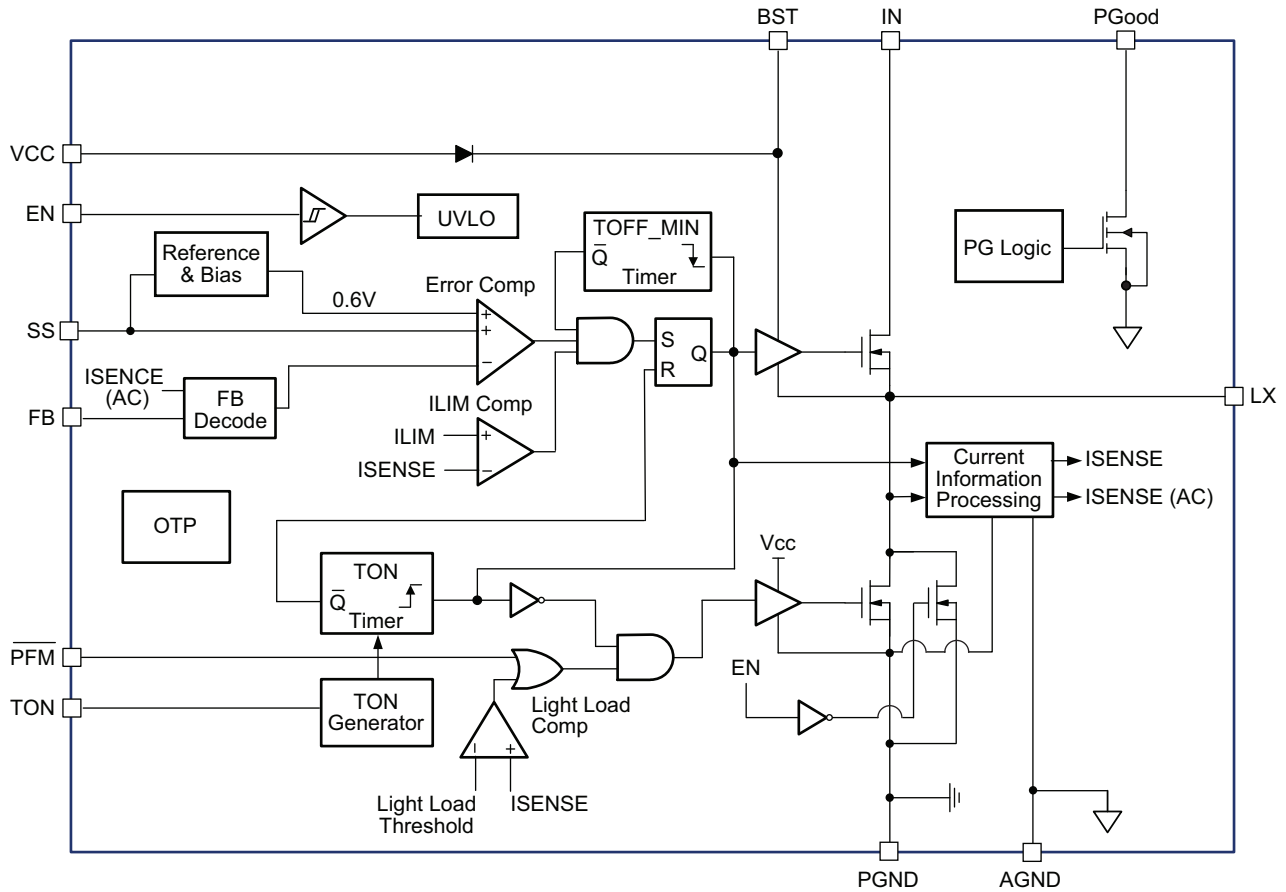 BST
IN
PGood
VCC
EN
UVLO
Reference
& Bias
TOFF_MIN
Q̅
Timer
PG Logic
Error Comp
0.6V
+
+
−
SS
S
R
Q
ISENCE
(AC)
FB
FB
Decode
ILIM Comp
ILIM
+
ISENSE
−
LX
Current
Information
Processing
ISENSE
ISENSE (AC)
OTP
Vcc
TON
Q̅
Timer
P̅F̅M̅
TON
TON
Generator
Light Load
Comp
EN
−
+
Light Load
Threshold
ISENSE
PGND
AGND